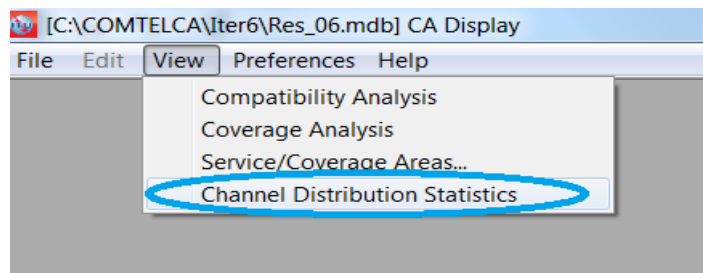 [C:\COMTELCA\Iter6\Res_06.mdb] CA Display
File Edit View Preferences Help
Compatibility Analysis
Coverage Analysis
Service/Coverage Areas...
Channel Distribution Statistics